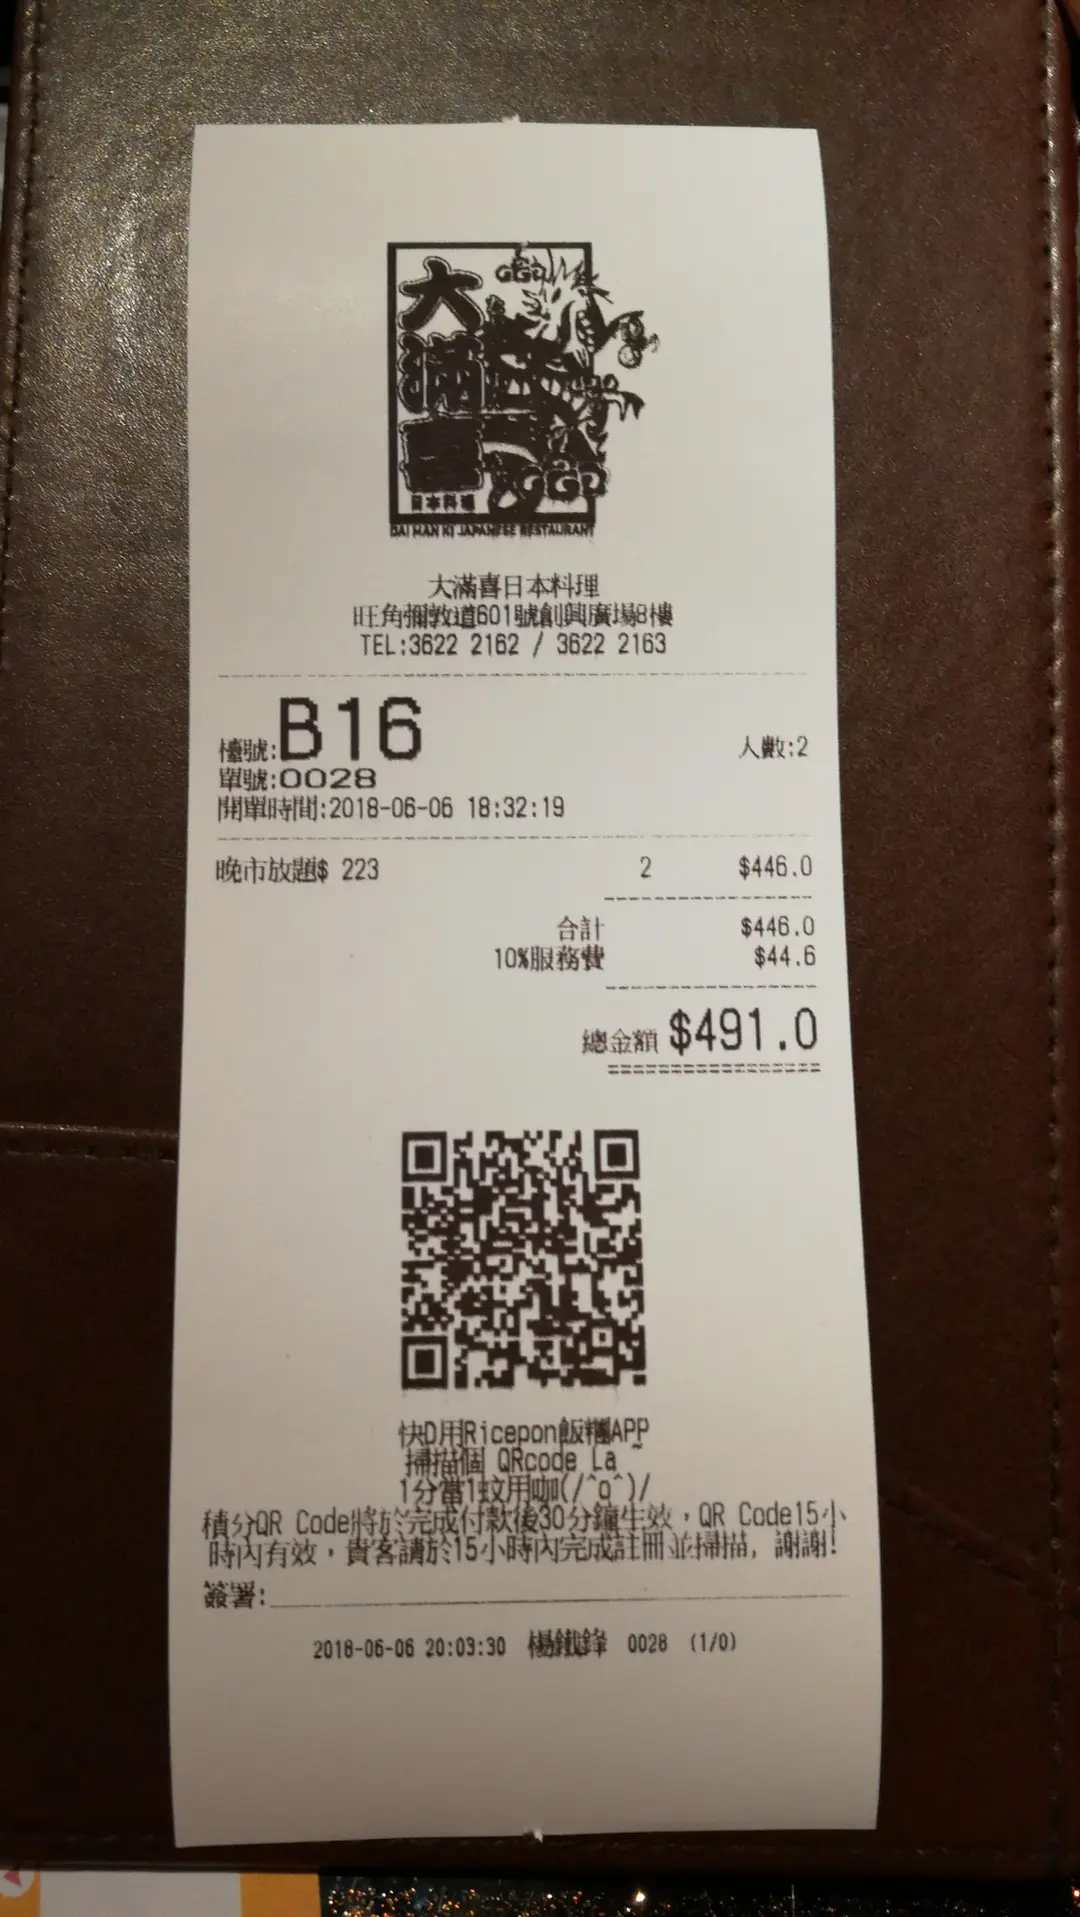 大滿喜
日本料理
DAI MAN KI JAPANESE RESTAURANT
大滿喜日本料理
旺角彌敦道601號創興廣場8樓
TEL:3622 2162 / 3622 2163
檯號:B16 人數:2
單號:0028
開單時間:2018-06-06 18:32:19
晚市放題$ 223 2 $446.0
合計 $446.0
10%服務費 $44.6
總金額 $491.0
快D用Ricepon飯糰APP
掃描個 QRcode La ~
1分當1蚊用咖(/^o^)/
積分QR Code將於完成付款後30分鐘生效，QR Code15小
時內有效，貴客請於15小時內完成註冊並掃描, 謝謝!
簽署:
2018-06-06 20:03:30 楊鐵鋒 0028 (1/0)